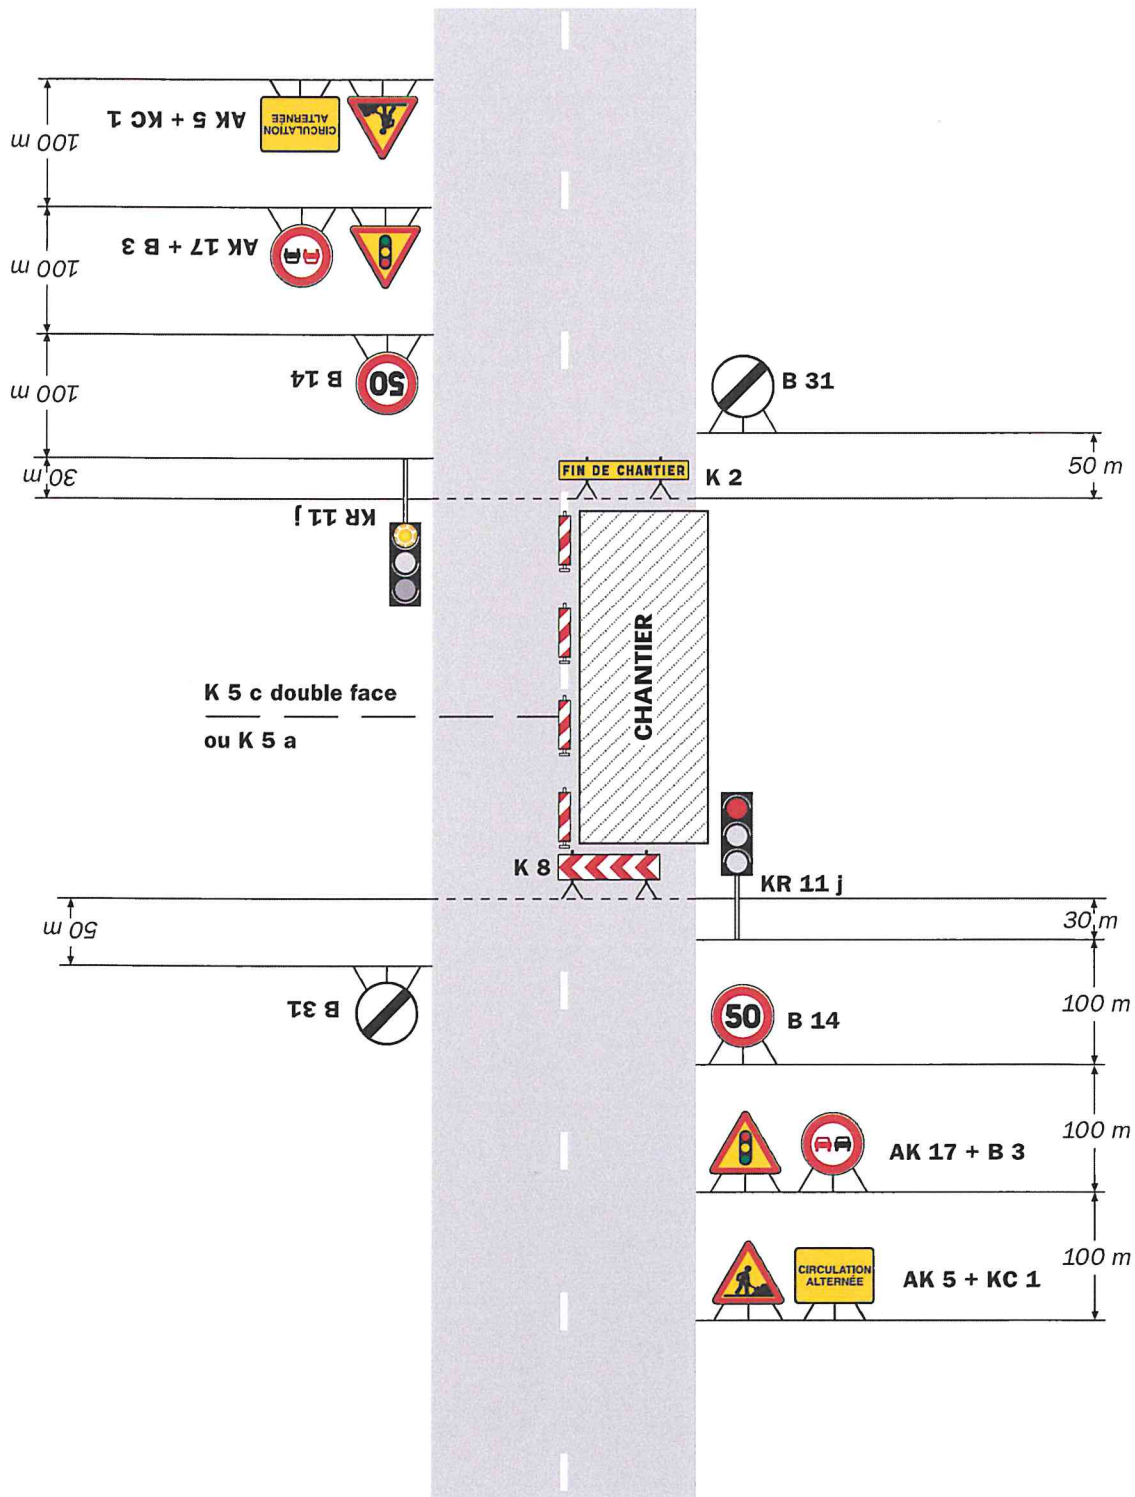 AK 5 + KC 1
CIRCULATION
ALTERNÉE
100 m
AK 17 + B 3
100 m
B 14
50
100 m
B 31
50 m
30 m
FIN DE CHANTIER
K 2
KR 11 j
CHANTIER
K 5 c double face
ou K 5 a
K 8
KR 11 j
30 m
50 m
B 31
50
B 14
100 m
AK 17 + B 3
100 m
CIRCULATION
ALTERNÉE
AK 5 + KC 1
100 m